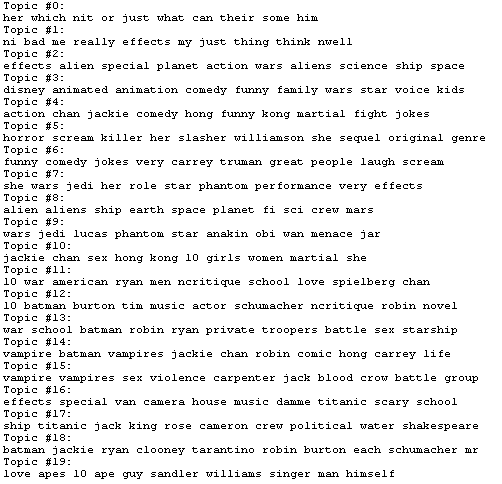 Topic #0:
her which nit or just what can their some him
Topic #1:
ni bad me really effects my just thing think nwell
Topic #2:
effects alien special planet action wars aliens science ship space
Topic #3:
disney animated animation comedy funny family wars star voice kids
Topic #4:
action chan jackie comedy hong funny kong martial fight jokes
Topic #5:
horror scream killer her slasher williamson she sequel original genre
Topic #6:
funny comedy jokes very carrey truman great people laugh scream
Topic #7:
she wars jedi her role star phantom performance very effects
Topic #8:
alien aliens ship earth space planet fi sci crew mars
Topic #9:
wars jedi lucas phantom star anakin obi wan menace jar
Topic #10:
jackie chan sex hong kong 10 girls women martial she
Topic #11:
10 war american ryan men ncritique school love spielberg chan
Topic #12:
10 batman burton tim music actor schumacher ncritique robin novel
Topic #13:
war school batman robin ryan private troopers battle sex starship
Topic #14:
vampire batman vampires jackie chan robin comic hong carrey life
Topic #15:
vampire vampires sex violence carpenter jack blood crow battle group
Topic #16:
effects special van camera house music damme titanic scary school
Topic #17:
ship titanic jack king rose cameron crew political water shakespeare
Topic #18:
batman jackie ryan clooney tarantino robin burton each schumacher mr
Topic #19:
love apes 10 ape guy sandler williams singer man himself